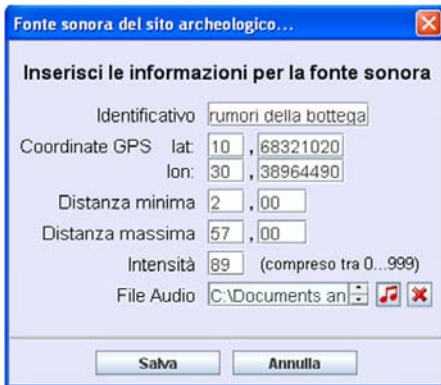 Fonte sonora del sito archeologico...
Inserisci le informazioni per la fonte sonora
Identificativo rumori della bottega
Coordinate GPS lat: 10 , 68321020
lon: 30 , 38964490
Distanza minima 2 , 00
Distanza massima 57 , 00
Intensità 89 (compreso tra 0...999)
File Audio C:\Documents an
Salva Annulla